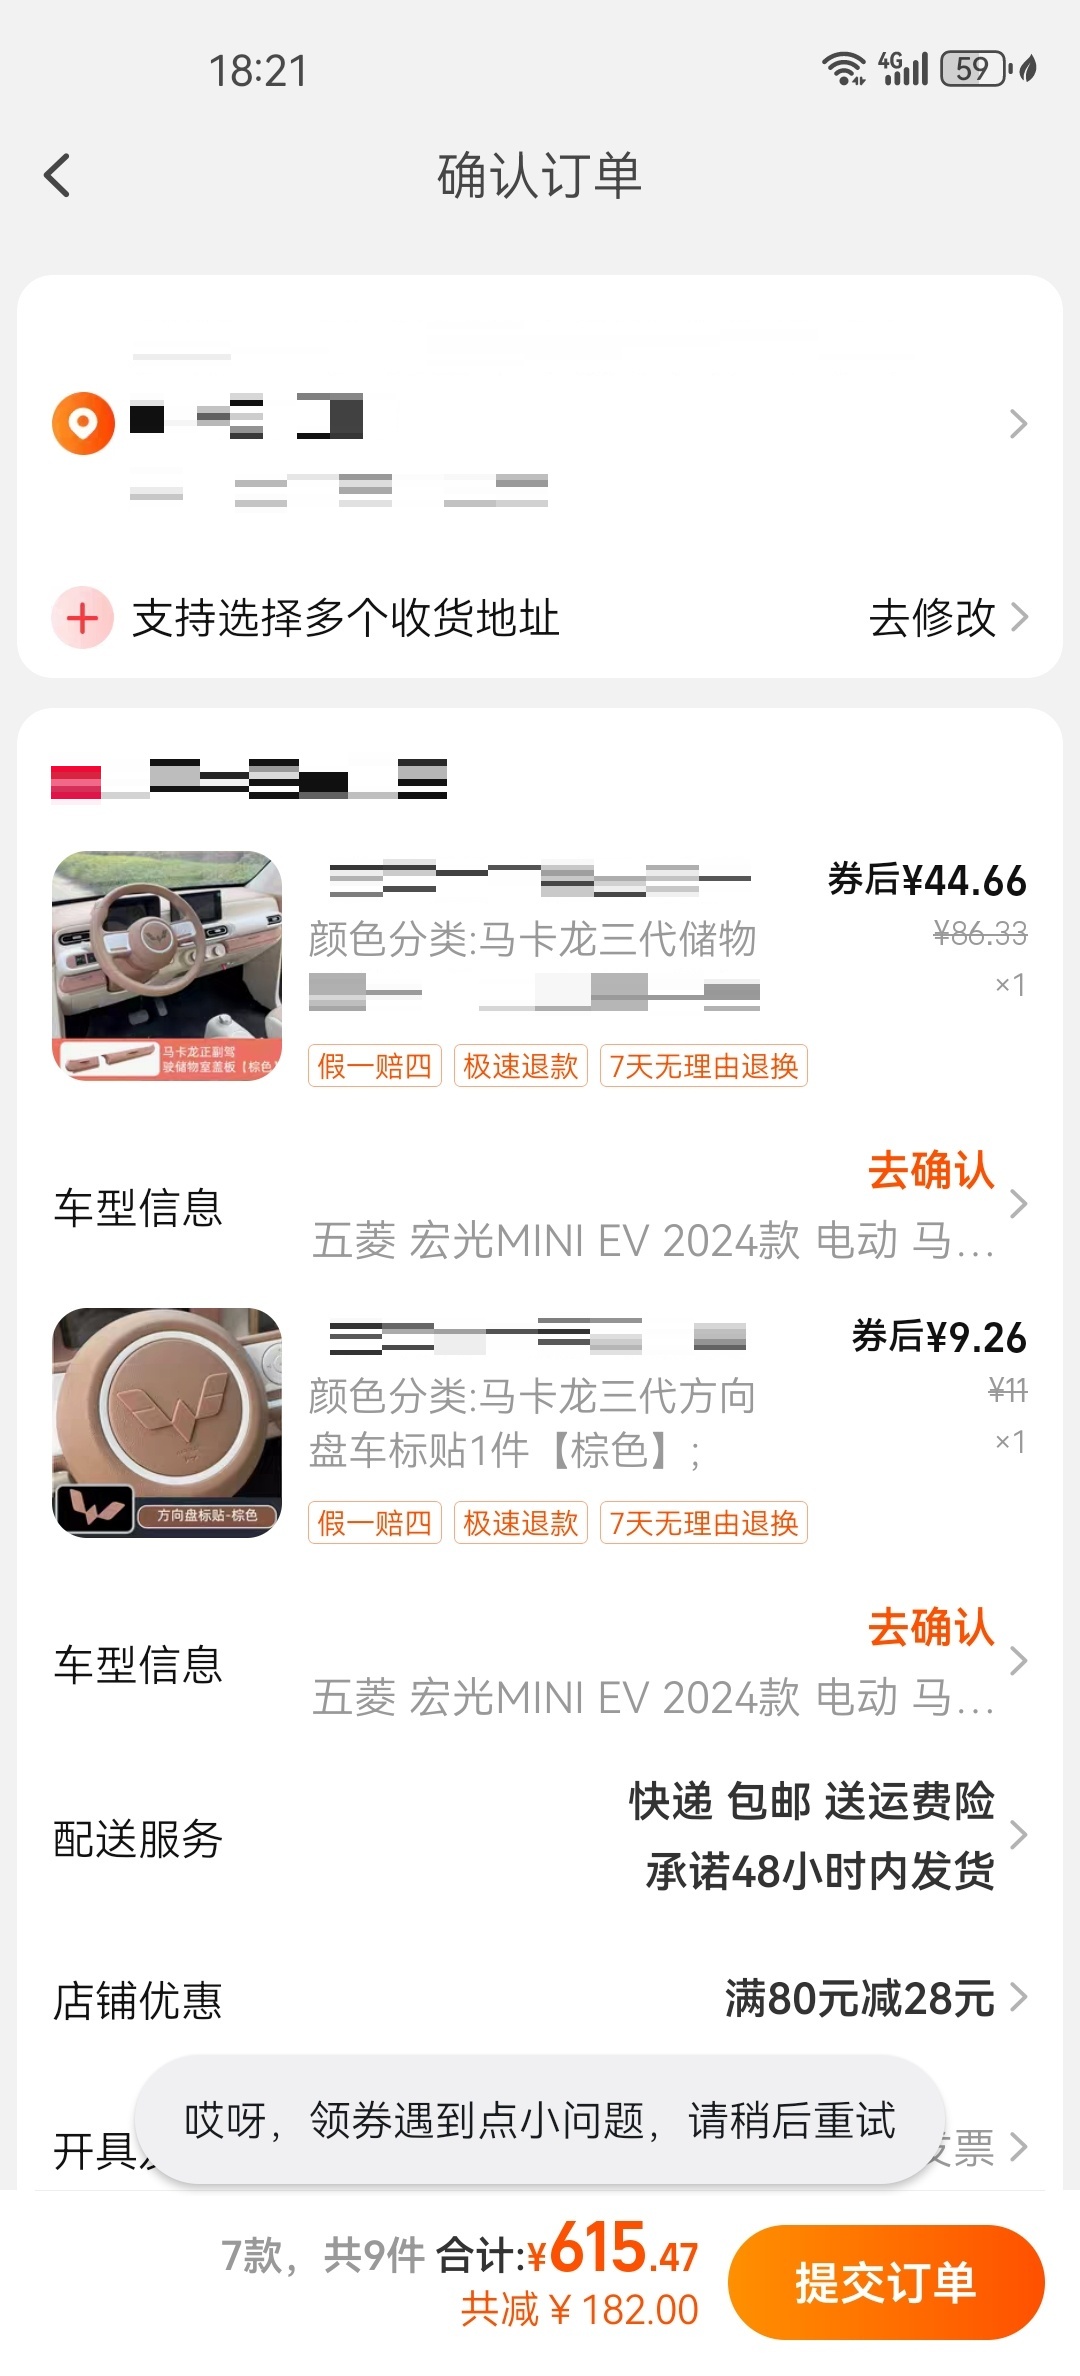 18:21
4G 59
确认订单
支持选择多个收货地址 去修改
券后¥44.66
颜色分类:马卡龙三代储物 ¥86.33
×1
马卡龙正副驾
驶储物室盖板【棕色
假一赔四 极速退款 7天无理由退换
去确认
车型信息
五菱 宏光MINI EV 2024款 电动 马...
券后¥9.26
颜色分类:马卡龙三代方向 ¥11
盘车标贴1件【棕色】; ×1
方向盘标贴-棕色
假一赔四 极速退款 7天无理由退换
去确认
车型信息
五菱 宏光MINI EV 2024款 电动 马...
快递 包邮 送运费险
配送服务
承诺48小时内发货
店铺优惠 满80元减28元
哎呀，领券遇到点小问题，请稍后重试
开具 票
7款，共9件 合计:¥615.47
共减¥182.00
提交订单